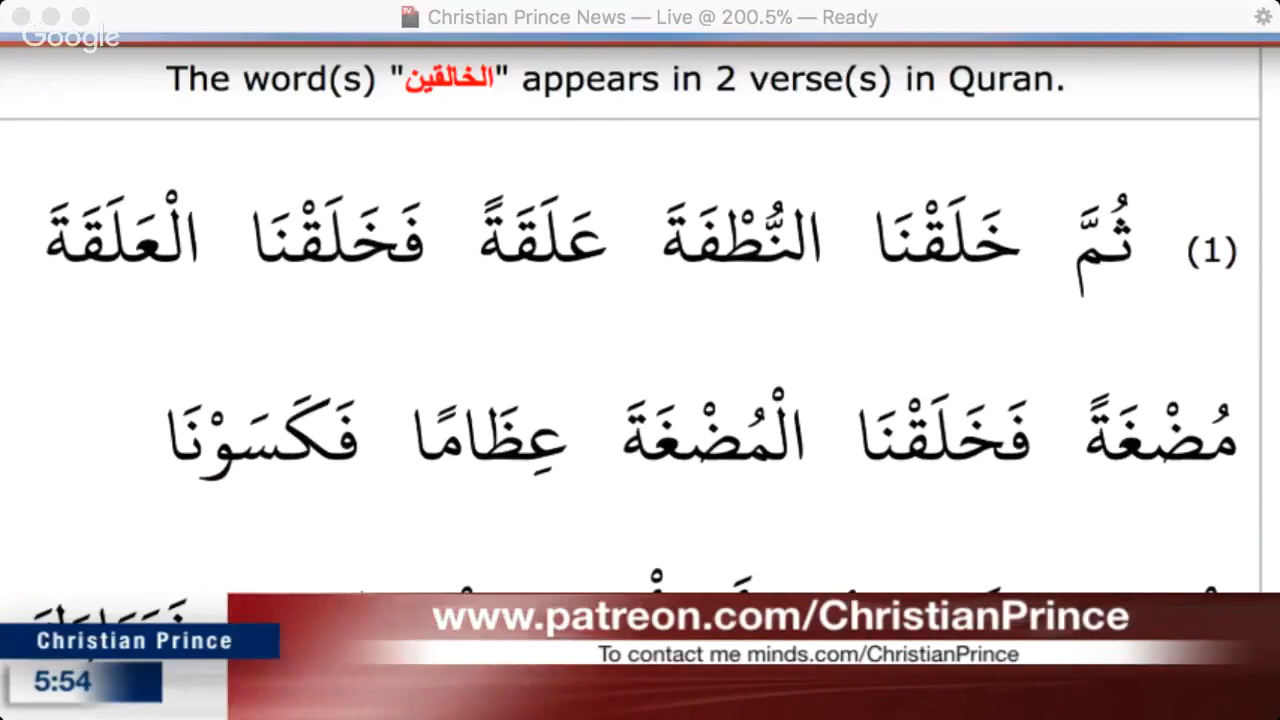 Christian Prince News — Live @ 200.5% — Ready
Google
The word(s) "الخالقين" appears in 2 verse(s) in Quran.
(1) ثُمَّ خَلَقْنَا النُّطْفَةَ عَلَقَةً فَخَلَقْنَا الْعَلَقَةَ
مُضْغَةً فَخَلَقْنَا الْمُضْغَةَ عِظَامًا فَكَسَوْنَا
www.patreon.com/ChristianPrince
Christian Prince
To contact me minds.com/ChristianPrince
5:54